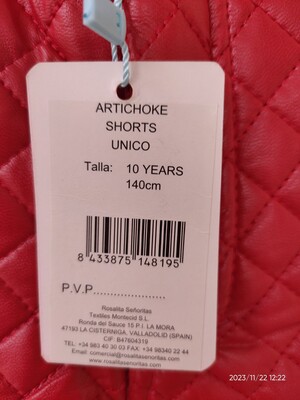 ARTICHOKE
SHORTS
UNICO
Talla: 10 YEARS
140cm
8 433875 148195
P.V.P.....................
Rosalita Señoritas
Textiles Montecid S.L.
Ronda del Sauce 15 P.I. LA MORA
47193 LA CISTERNIGA, VALLADOLID (SPAIN)
CIF: B47604319
TEL: +34 983 40 30 03 FAX: +34 98340 22 44
Email: comercial@rosalitasenoritas.com
www.rosalitasenoritas.com
2023/11/22 12:22